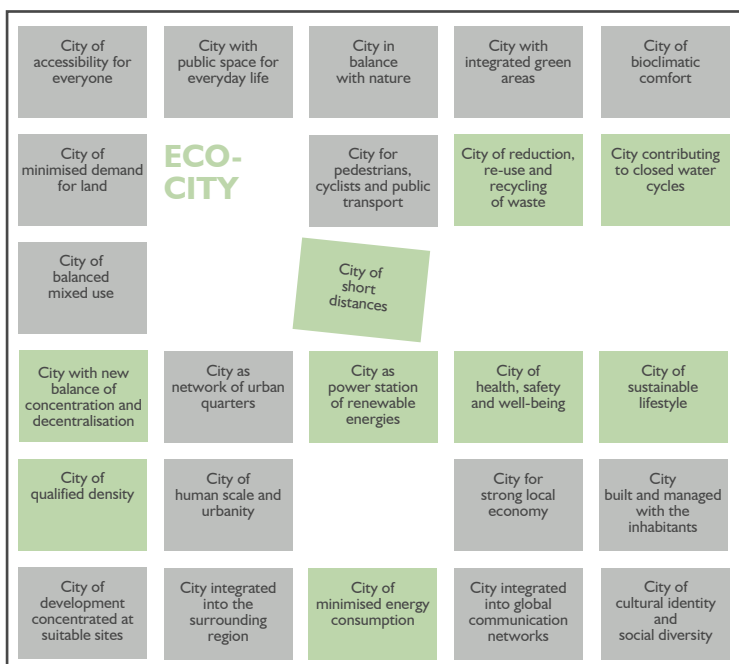 City of
accessibility for
everyone
City with
public space for
everyday life
City in
balance
with nature
City with
integrated green
areas
City of
bioclimatic
comfort
City of
minimised demand
for land
ECO-
CITY
City for
pedestrians,
cyclists and public
transport
City of reduction,
re-use and
recycling
of waste
City contributing
to closed water
cycles
City of
balanced
mixed use
City of
short
distances
City with new
balance of
concentration and
decentralisation
City as
network of urban
quarters
City as
power station
of renewable
energies
City of
health, safety
and well-being
City of
sustainable
lifestyle
City of
qualified density
City of
human scale and
urbanity
City for
strong local
economy
City
built and managed
with the
inhabitants
City of
development
concentrated at
suitable sites
City integrated
into the
surrounding
region
City of
minimised energy
consumption
City integrated
into global
communication
networks
City of
cultural identity
and
social diversity